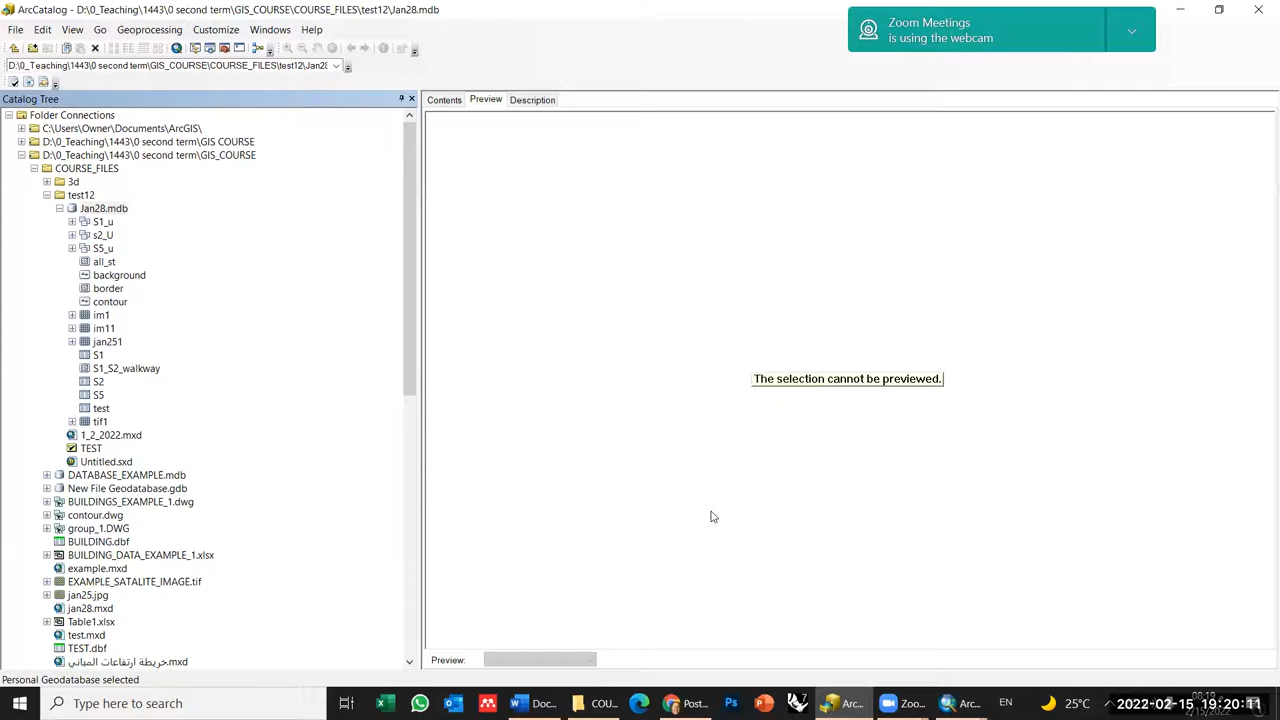 ArcCatalog - D:\0_Teaching\1443\0 second term\GIS_COURSE\COURSE_FILES\test12\Jan28.mdb
Zoom Meetings
is using the webcam
File Edit View Go Geoprocessing Customize Windows Help
D:\0_Teaching\1443\0 second term\GIS_COURSE\COURSE_FILES\test12\Jan28
Catalog Tree
Contents Preview Description
Folder Connections
C:\Users\Owner\Documents\ArcGIS\
D:\0_Teaching\1443\0 second term\GIS COURSE
D:\0_Teaching\1443\0 second term\GIS_COURSE
COURSE_FILES
3d
test12
Jan28.mdb
S1_u
s2_U
S5_u
all_st
background
border
contour
im1
im11
jan251
S1
S1_S2_walkway
S2
S5
test
tif1
1_2_2022.mxd
TEST
Untitled.sxd
DATABASE_EXAMPLE.mdb
New File Geodatabase.gdb
BUILDINGS_EXAMPLE_1.dwg
contour.dwg
group_1.DWG
BUILDING.dbf
BUILDING_DATA_EXAMPLE_1.xlsx
example.mxd
EXAMPLE_SATALITE_IMAGE.tif
jan25.jpg
jan28.mxd
Table1.xlsx
test.mxd
TEST.dbf
خريطة ارتفاعات المباني.mxd
The selection cannot be previewed.
Preview:
Personal Geodatabase selected
Type here to search
Doc...
COU...
Post...
Arc...
Zoo...
Arc...
EN
25°C
2022-02-15 19:20:11